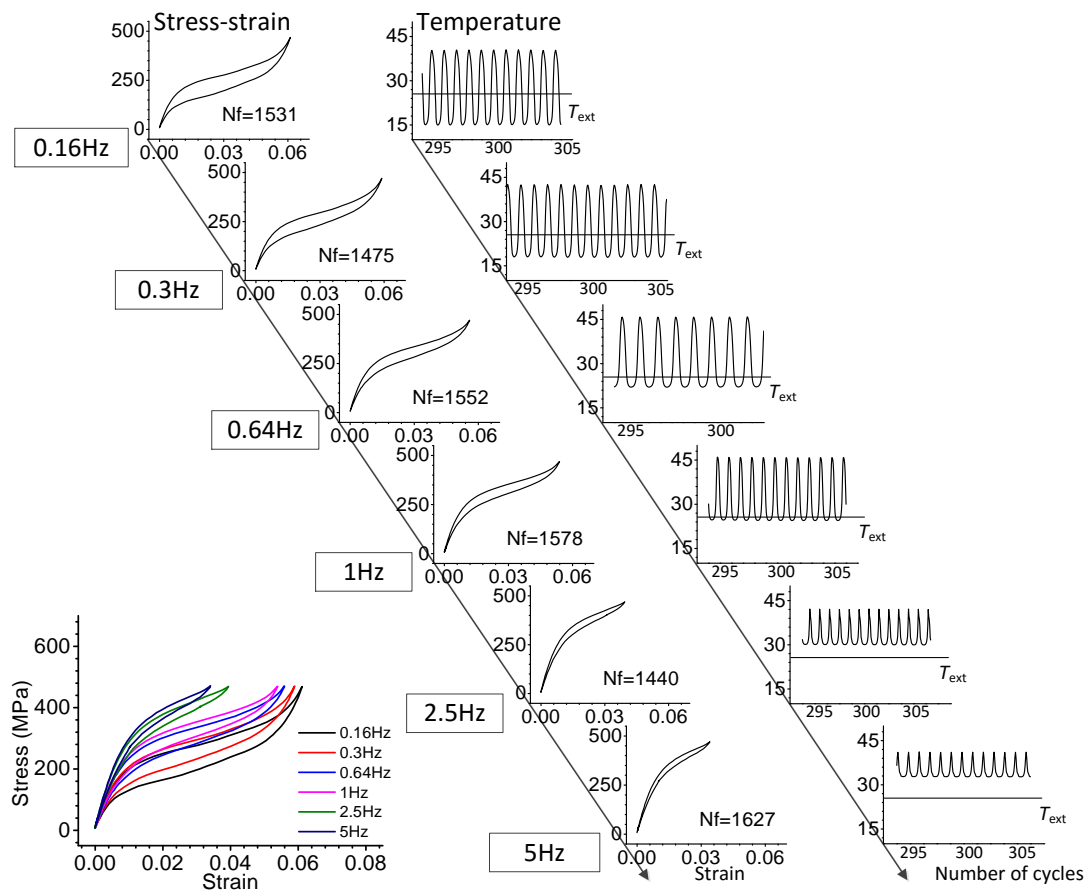 Stress-strain
Temperature
500
250
0
0.00 0.03 0.06
Nf=1531
45
30
15
295 300 305
T_ext
0.16Hz
500
250
0
0.00 0.03 0.06
Nf=1475
45
30
15
295 300 305
T_ext
0.3Hz
500
250
0
0.00 0.03 0.06
Nf=1552
45
30
15
295 300
T_ext
0.64Hz
500
250
0
0.00 0.03 0.06
Nf=1578
45
30
15
295 300 305
T_ext
1Hz
500
250
0
0.00 0.03 0.06
Nf=1440
45
30
15
295 300 305
T_ext
2.5Hz
500
250
0
0.00 0.03 0.06
Strain
Nf=1627
45
30
15
295 300 305
T_ext
Number of cycles
5Hz
Stress (MPa)
600
400
200
0
0.00 0.02 0.04 0.06 0.08
Strain
0.16Hz
0.3Hz
0.64Hz
1Hz
2.5Hz
5Hz